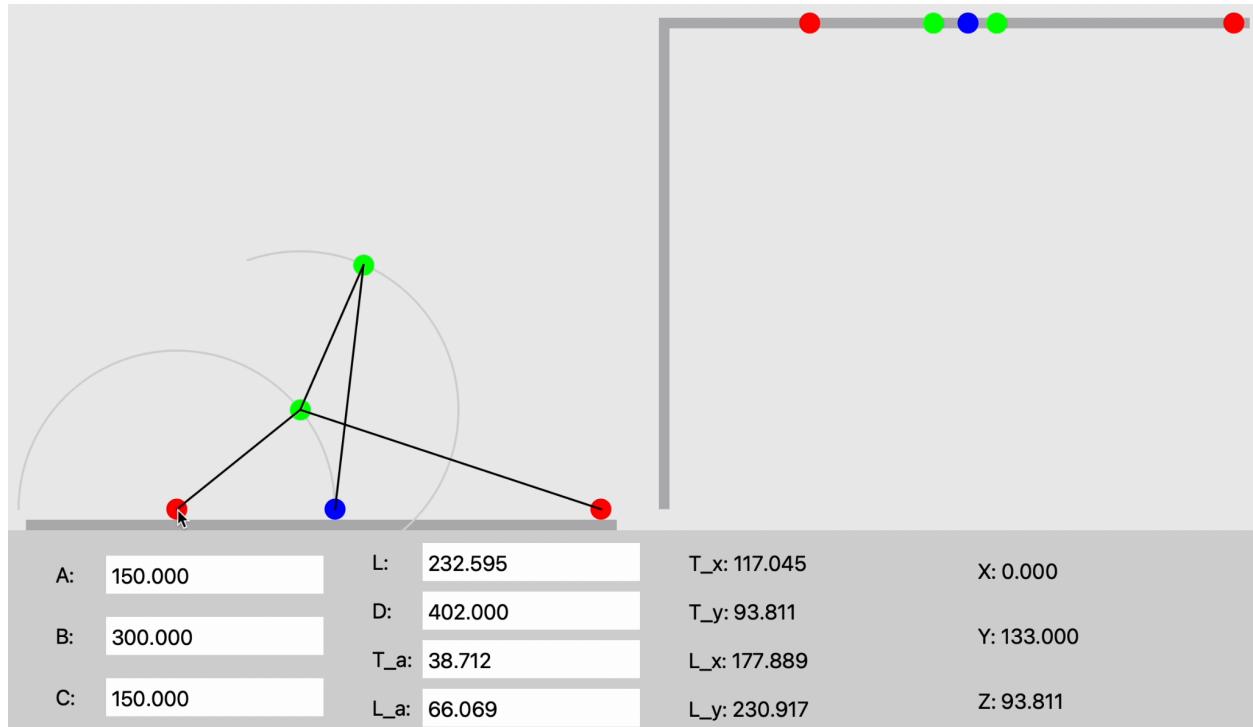 A: 150.000
B: 300.000
C: 150.000
L: 232.595
D: 402.000
T_a: 38.712
L_a: 66.069
T_x: 117.045
T_y: 93.811
L_x: 177.889
L_y: 230.917
X: 0.000
Y: 133.000
Z: 93.811